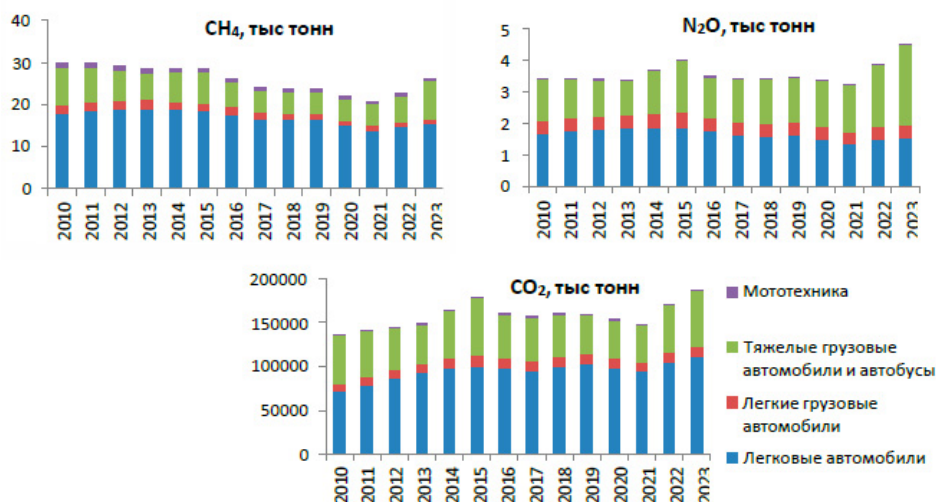 CH₄, тыс тонн
40
30
20
10
0
2010 2011 2012 2013 2014 2015 2016 2017 2018 2019 2020 2021 2022 2023
N₂O, тыс тонн
5
4
3
2
1
0
2010 2011 2012 2013 2014 2015 2016 2017 2018 2019 2020 2021 2022 2023
CO₂, тыс тонн
200000
150000
100000
50000
0
2010 2011 2012 2013 2014 2015 2016 2017 2018 2019 2020 2021 2022 2023
Мототехника
Тяжелые грузовые
автомобили и автобусы
Легкие грузовые
автомобили
Легковые автомобили